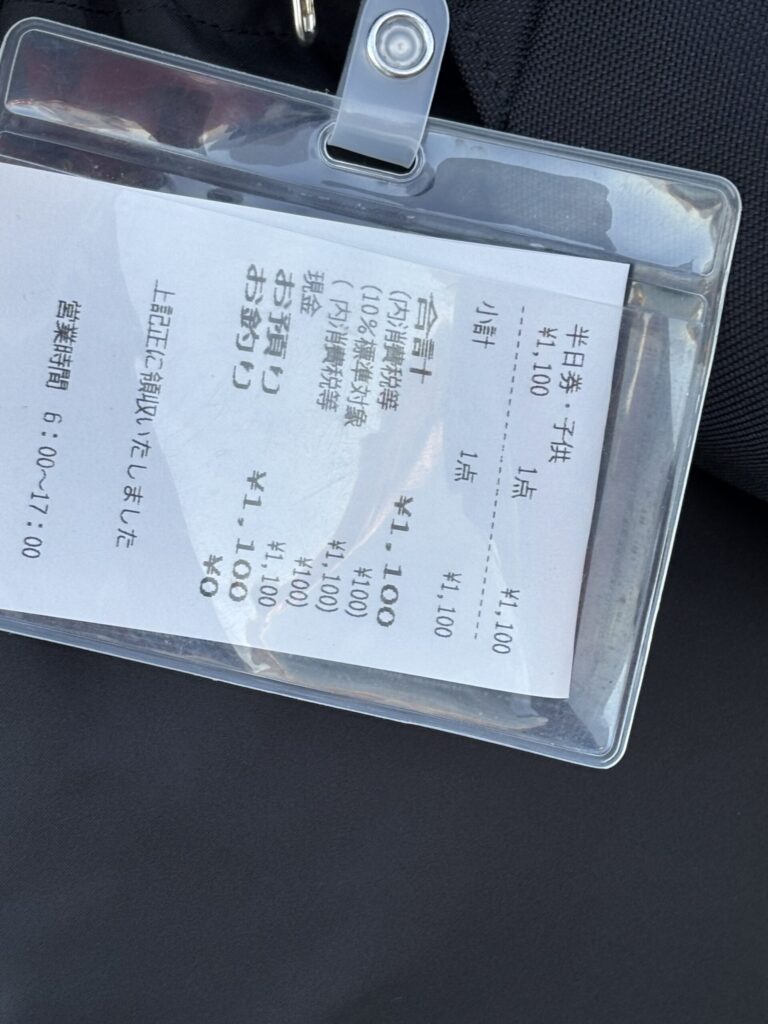 半日券・子供
¥1,100 1点 ¥1,100
小計 1点 ¥1,100
合計 ¥1,100
(内消費税等 ¥100)
(10%標準対象 ¥1,100)
( 内消費税等 ¥100)
現金 ¥1,100
お預り ¥1,100
お釣り ¥0
上記正に領収いたしました
営業時間 6:00~17:00